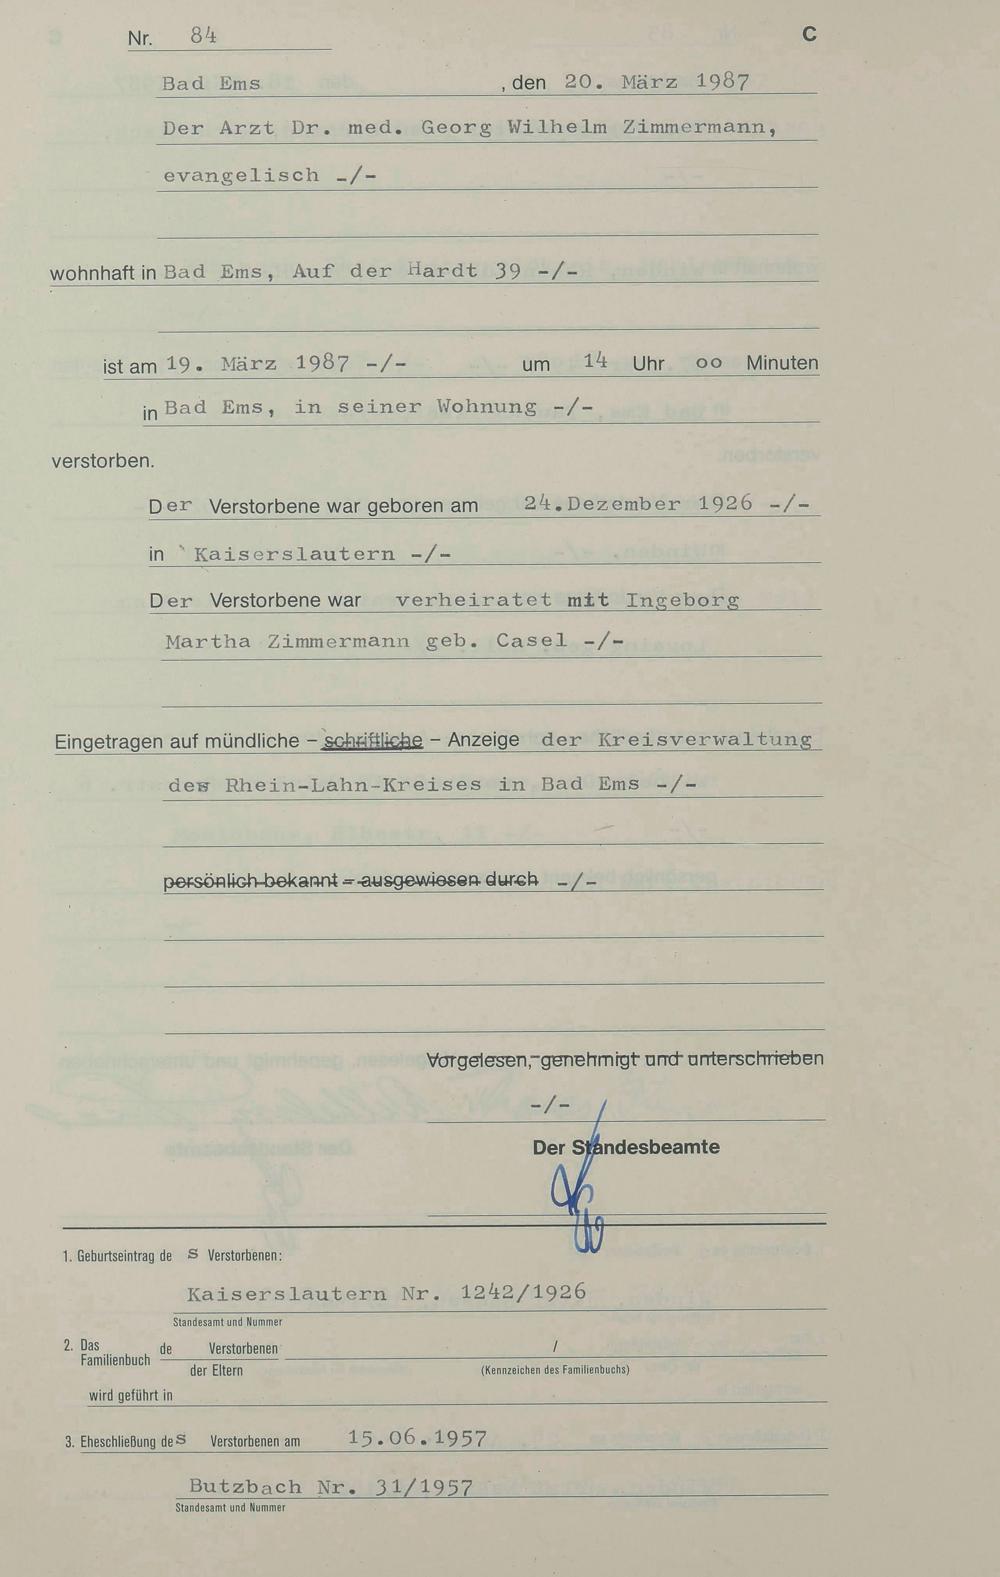 Nr. 84 C
Bad Ems , den 20. März 1987
Der Arzt Dr. med. Georg Wilhelm Zimmermann,
evangelisch -/-
wohnhaft in Bad Ems, Auf der Hardt 39 -/-
ist am 19. März 1987 -/- um 14 Uhr oo Minuten
in Bad Ems, in seiner Wohnung -/-
verstorben.
Der Verstorbene war geboren am 24.Dezember 1926 -/-
in Kaiserslautern -/-
Der Verstorbene war verheiratet mit Ingeborg
Martha Zimmermann geb. Casel -/-
Eingetragen auf mündliche – schriftliche – Anzeige der Kreisverwaltung
des Rhein-Lahn-Kreises in Bad Ems -/-
persönlich bekannt – ausgewiesen durch -/-
Vorgelesen, genehmigt und unterschrieben
-/-
Der Standesbeamte
1. Geburtseintrag de s Verstorbenen:
Kaiserslautern Nr. 1242/1926
Standesamt und Nummer
2. Das Familienbuch de Verstorbenen /
der Eltern (Kennzeichen des Familienbuchs)
wird geführt in
3. Eheschließung des Verstorbenen am 15.06.1957
Butzbach Nr. 31/1957
Standesamt und Nummer